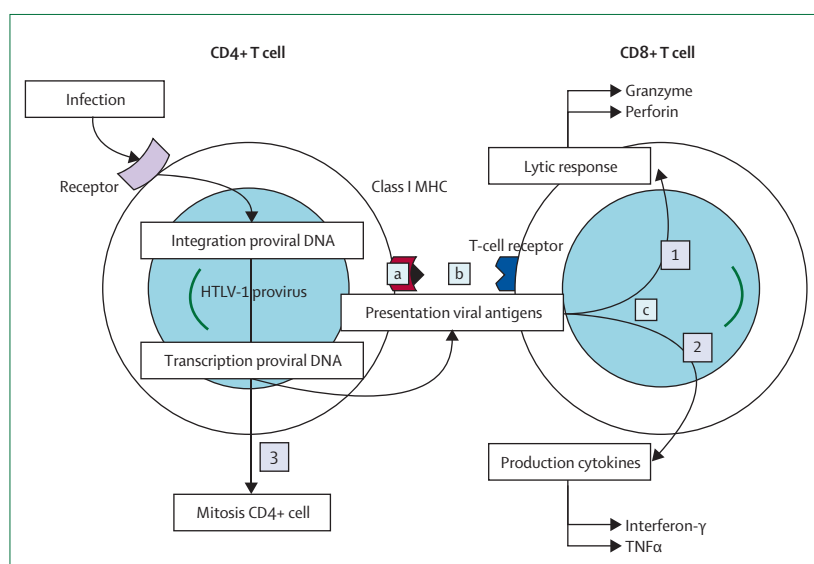 CD4+ T cell
CD8+ T cell
Infection
Granzyme
Perforin
Lytic response
Receptor
Class I MHC
Integration proviral DNA
T-cell receptor
a
b
1
HTLV-1 provirus
Presentation viral antigens
c
2
Transcription proviral DNA
3
Production cytokines
Mitosis CD4+ cell
Interferon-γ
TNFα